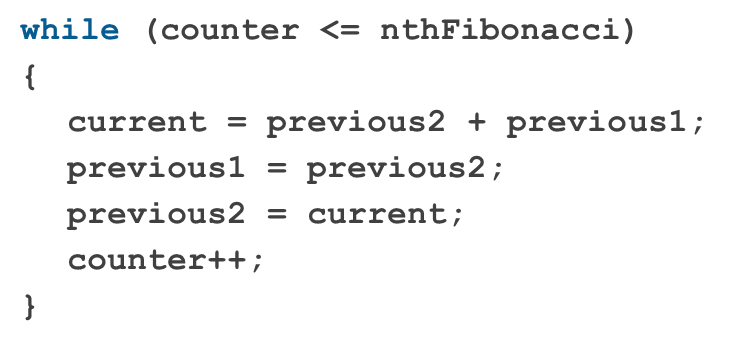 while (counter <= nthFibonacci)
{
current = previous2 + previous1;
previous1 = previous2;
previous2 = current;
counter++;
}